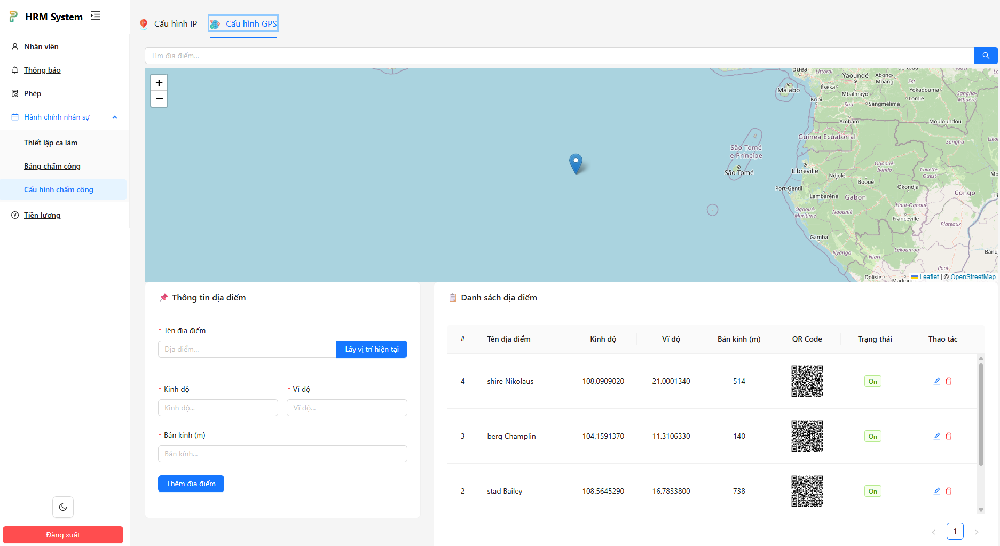 HRM System
Nhân viên
Thông báo
Phép
Hành chính nhân sự
Thiết lập ca làm
Bảng chấm công
Cấu hình chấm công
Tiền lương
Đăng xuất
IP
Cấu hình IP
Cấu hình GPS
Tìm địa điểm...
+
−
Buea
Littoral
Yaoundé
Abong-
Mbang
Est
Malabo
Éséka
Mbalmayo
Yokadouma
Kribi
Sud
Sangmélima
Lomié
Sangha-
Mbaéré
Ambam
Mouloundou
Guinea Ecuatorial
Sangha
São Tomé
e Príncipe
São Tomé
Libreville
Ogooué-
Ivindo
Cuvette-
Ouest
Ndjolé
Booué
Port-Gentil
Lambaréné
Gabon
Okondja
Congo
Haut-Ogooué
Ogooué-
Maritime
Ngounié
Franceville
Plateaux
Gamba
Nyanga
Lékoumou
Niari
Pool
Dolisie
Leaflet | © OpenStreetMap
Thông tin địa điểm
* Tên địa điểm
Địa điểm...
Lấy vị trí hiện tại
* Kinh độ
* Vĩ độ
Kinh độ...
Vĩ độ...
* Bán kính (m)
Bán kính...
Thêm địa điểm
Danh sách địa điểm
# Tên địa điểm Kinh độ Vĩ độ Bán kính (m) QR Code Trạng thái Thao tác
4 shire Nikolaus 108.0909020 21.0001340 514 On
3 berg Champlin 104.1591370 11.3106330 140 On
2 stad Bailey 108.5645290 16.7833800 738 On
< 1 >